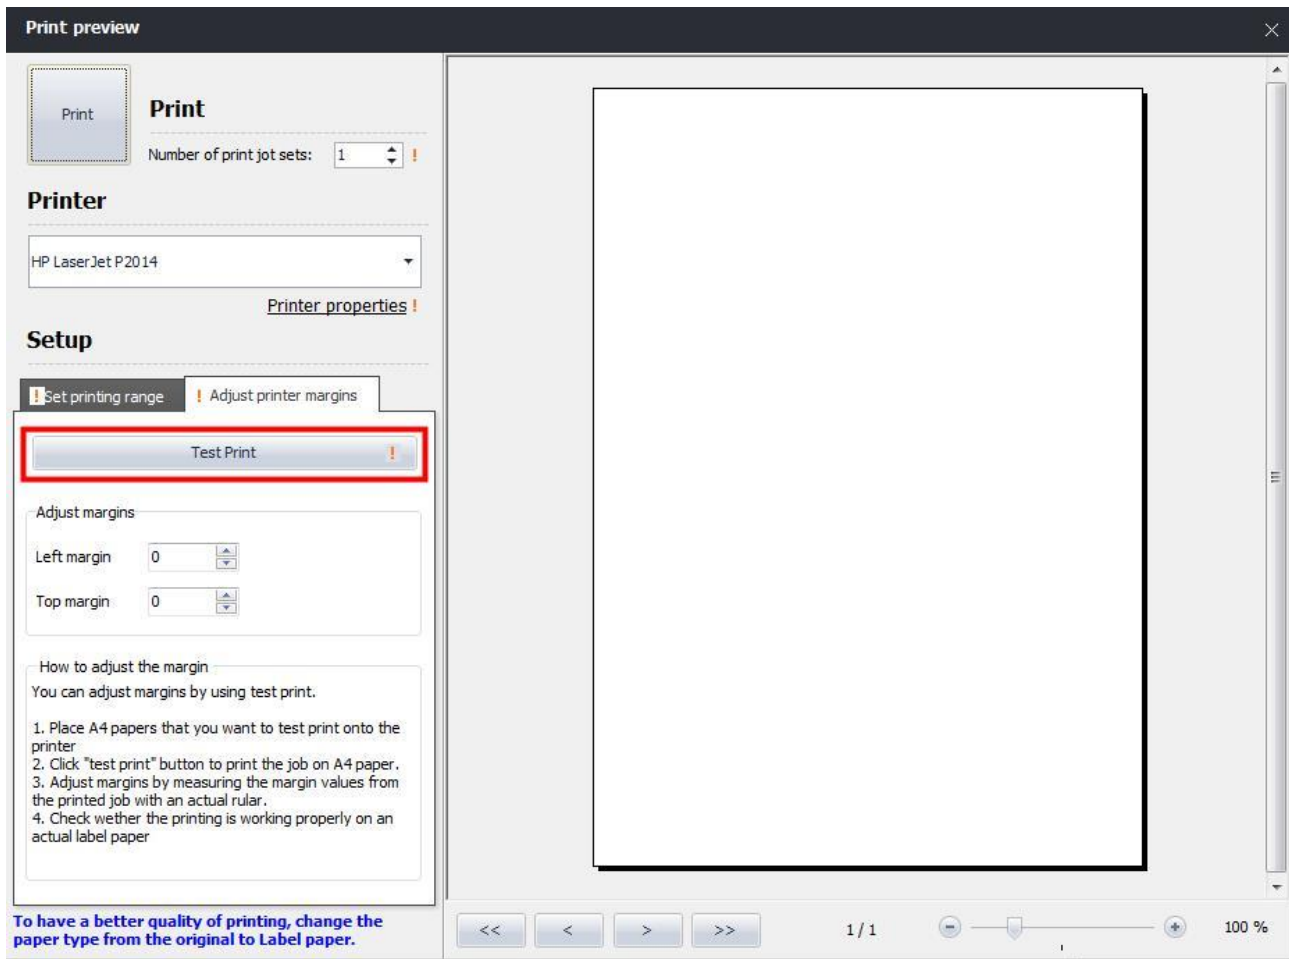 Print preview
Print
Print
Number of print jot sets: 1 !
Printer
HP LaserJet P2014
Printer properties !
Setup
! Set printing range
! Adjust printer margins
Test Print !
Adjust margins
Left margin 0
Top margin 0
How to adjust the margin
You can adjust margins by using test print.
1. Place A4 papers that you want to test print onto the
printer
2. Click "test print" button to print the job on A4 paper.
3. Adjust margins by measuring the margin values from
the printed job with an actual rular.
4. Check wether the printing is working properly on an
actual label paper
To have a better quality of printing, change the
paper type from the original to Label paper.
<< < > >> 1 / 1 100 %